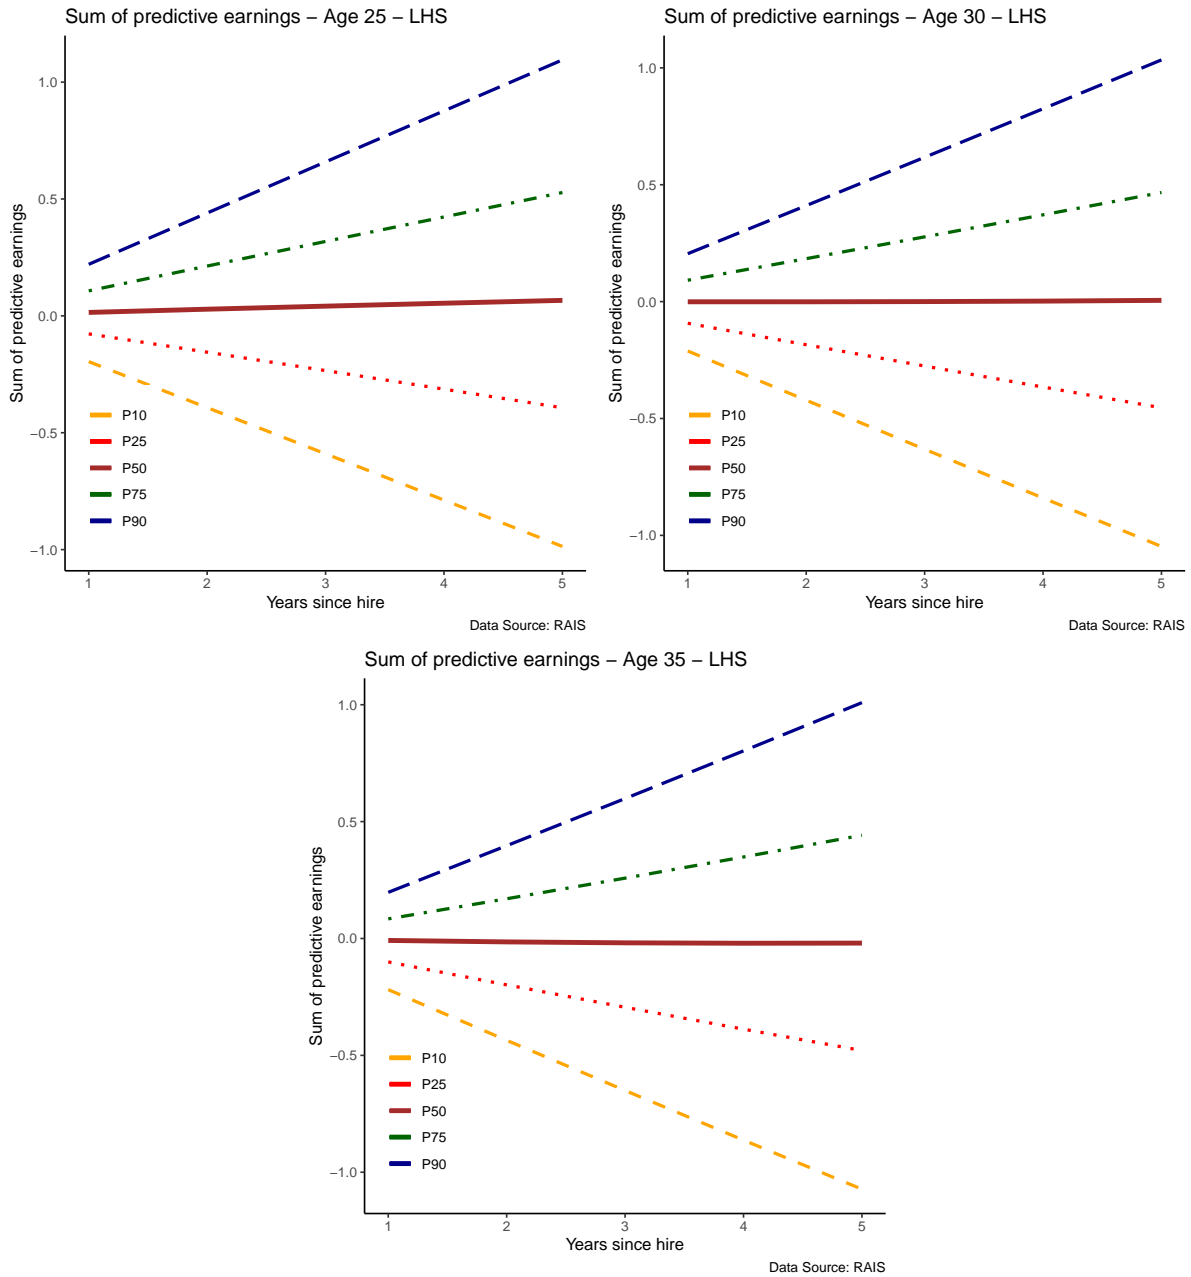 Sum of predictive earnings – Age 25 – LHS
Sum of predictive earnings
1.0
0.5
0.0
−0.5
−1.0
P10
P25
P50
P75
P90
1 2 3 4 5
Years since hire
Data Source: RAIS
Sum of predictive earnings – Age 30 – LHS
Sum of predictive earnings
1.0
0.5
0.0
−0.5
−1.0
P10
P25
P50
P75
P90
1 2 3 4 5
Years since hire
Data Source: RAIS
Sum of predictive earnings – Age 35 – LHS
Sum of predictive earnings
1.0
0.5
0.0
−0.5
−1.0
P10
P25
P50
P75
P90
1 2 3 4 5
Years since hire
Data Source: RAIS